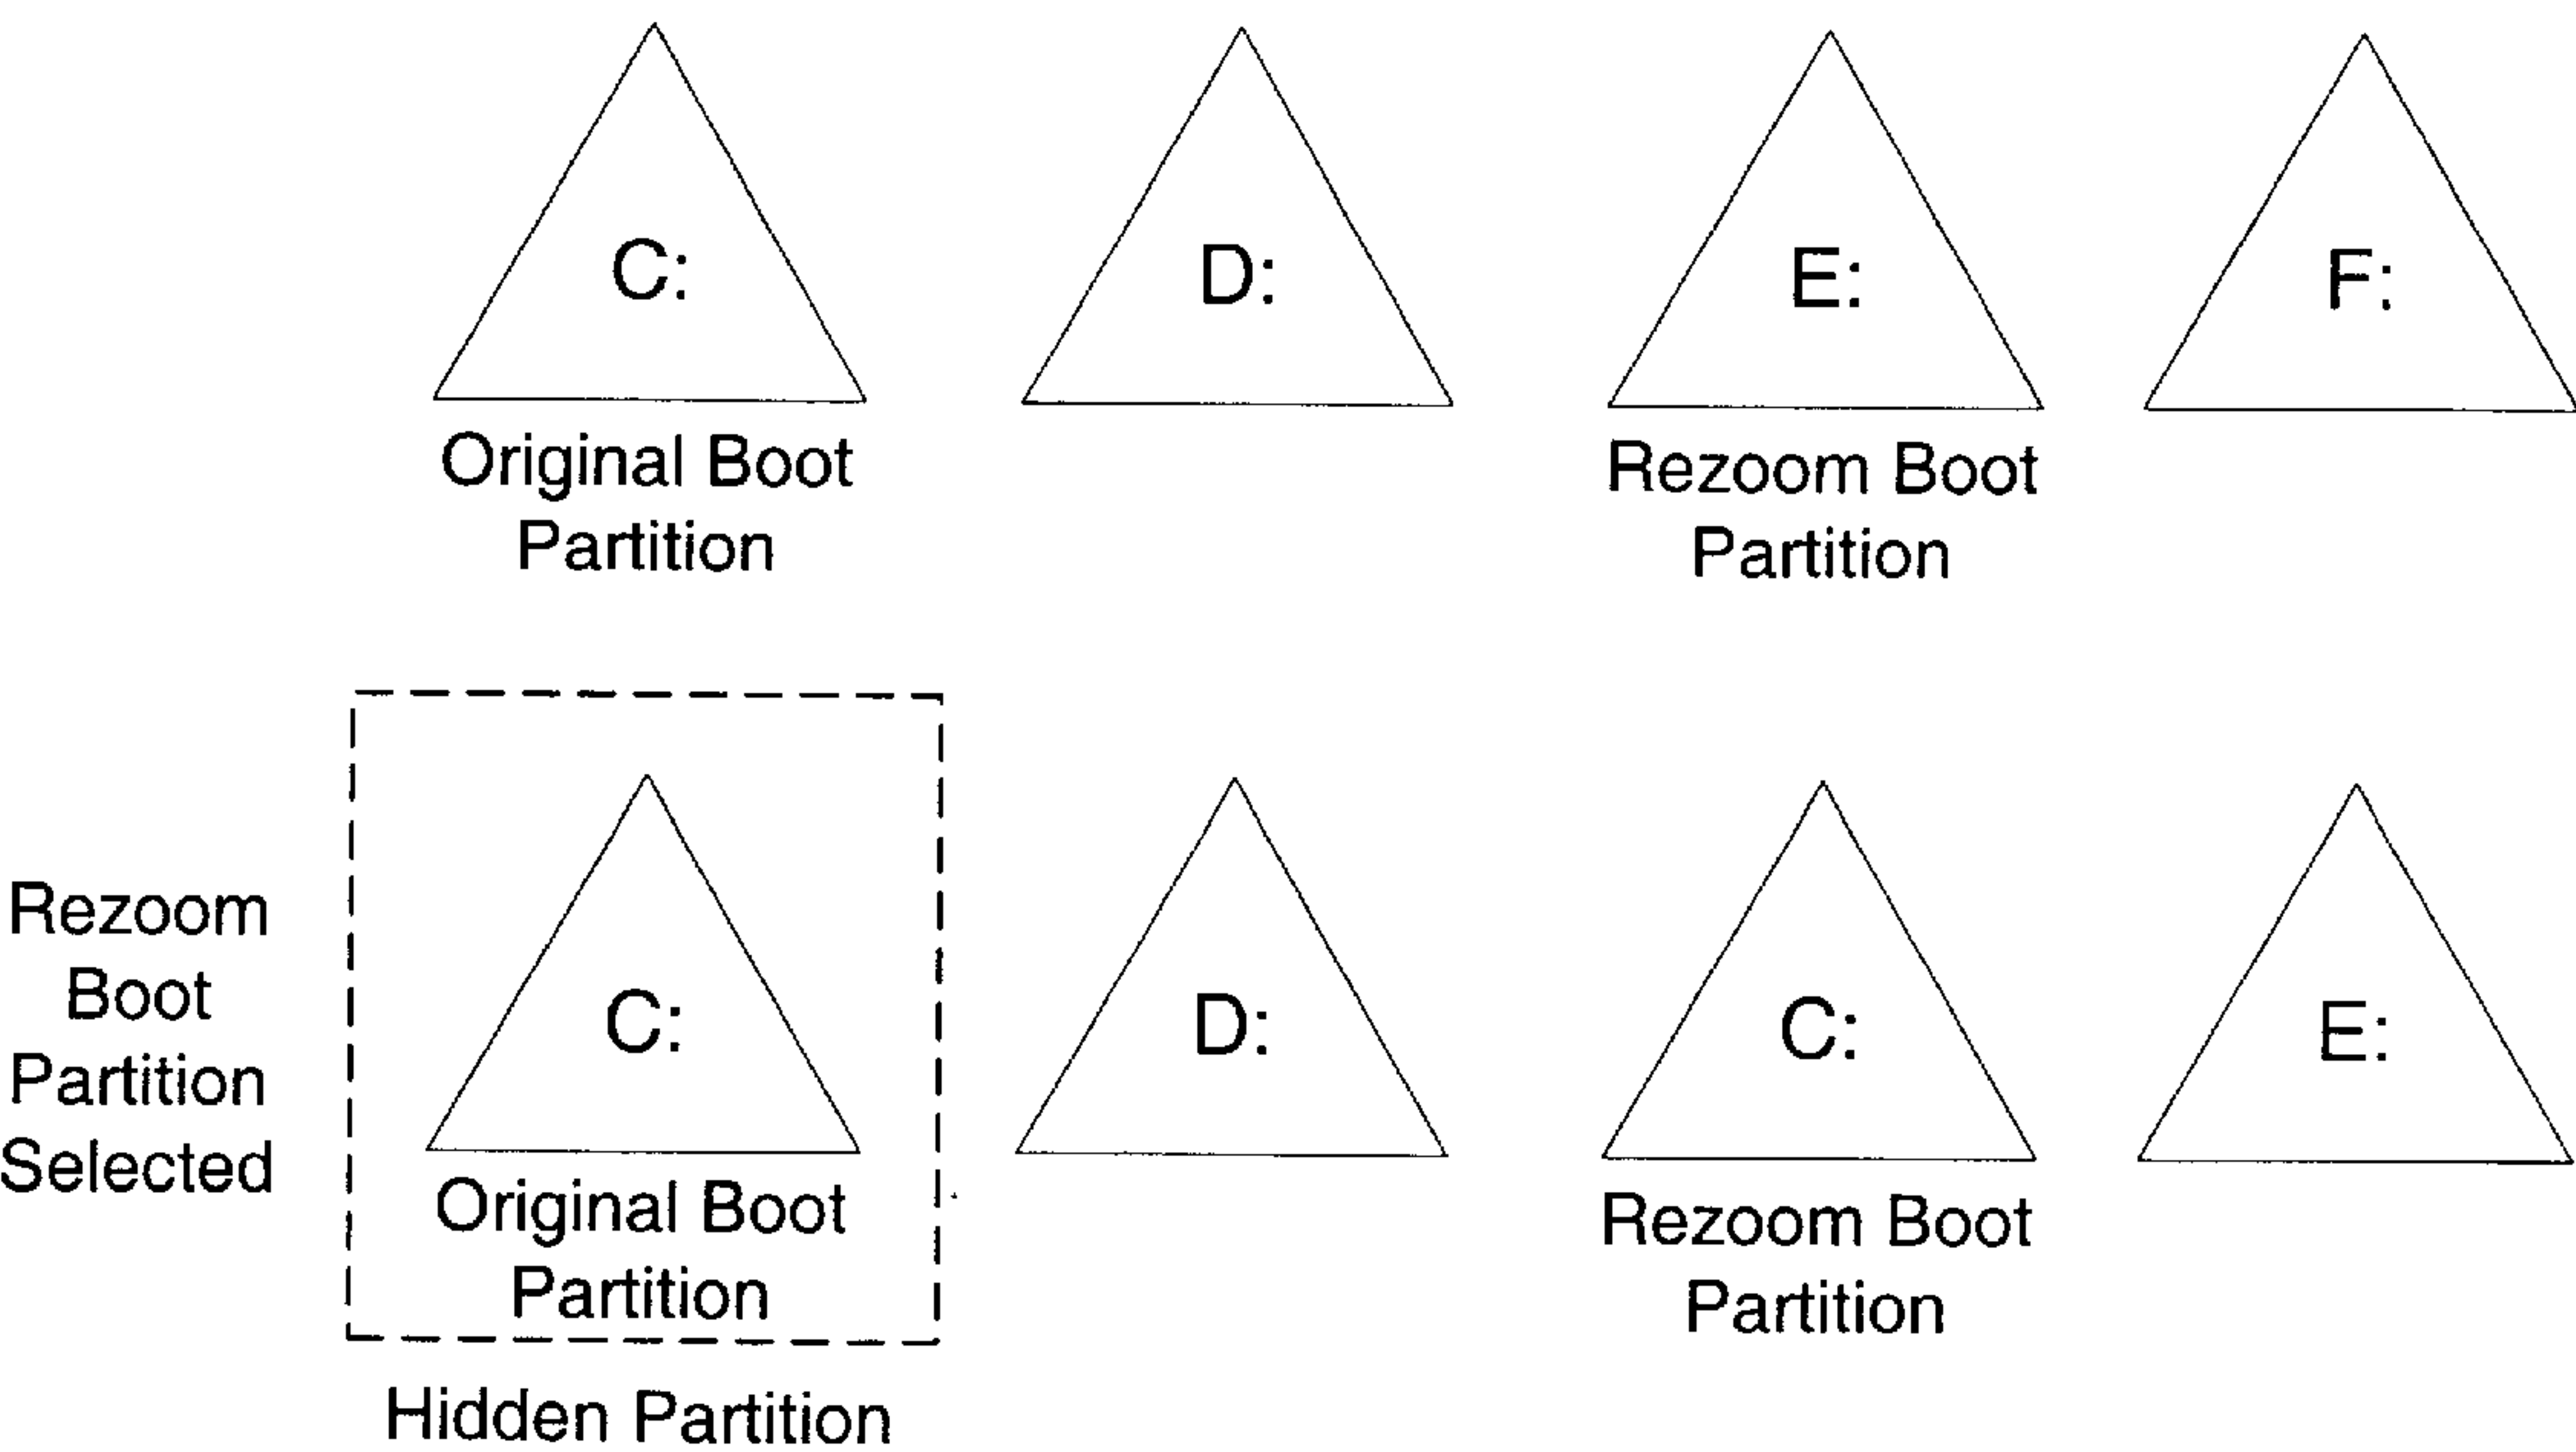 C:
D:
E:
F:
Original Boot
Partition
Rezoom Boot
Partition
Rezoom
Boot
Partition
Selected
C:
Original Boot
Partition
Hidden Partition
D:
C:
Rezoom Boot
Partition
E: